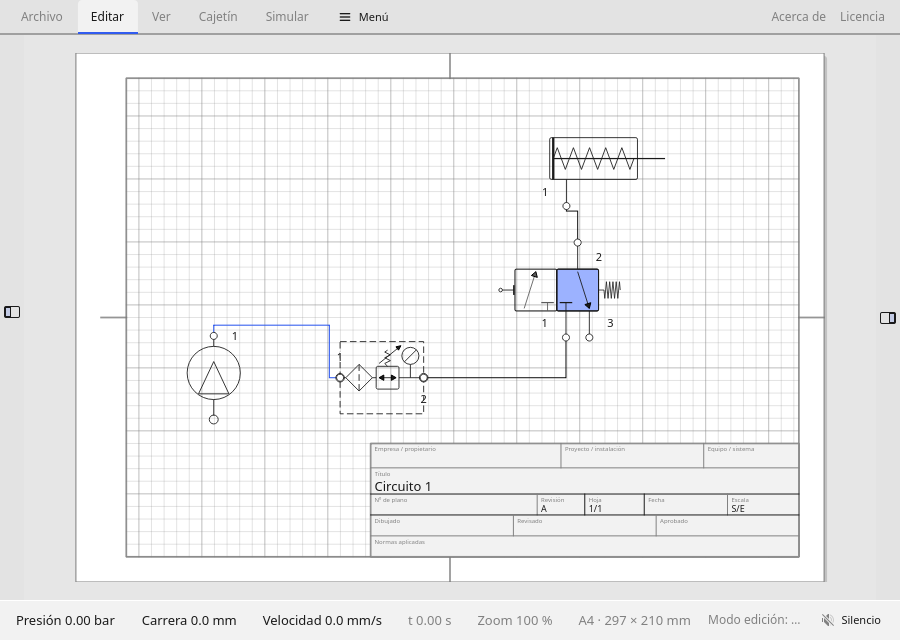 Archivo Editar Ver Cajetín Simular Menú Acerca de Licencia
1
2
1 3
1
1
2
Empresa / propietario Proyecto / instalación Equipo / sistema
Título
Circuito 1
Nº de plano Revisión Hoja Fecha Escala
A 1/1 S/E
Dibujado Revisado Aprobado
Normas aplicadas
Presión 0.00 bar Carrera 0.0 mm Velocidad 0.0 mm/s t 0.00 s Zoom 100 % A4 · 297 × 210 mm Modo edición: ... Silencio